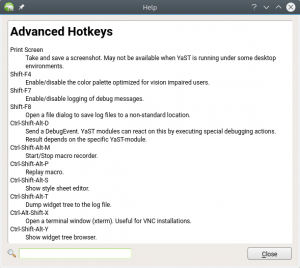 Help
Advanced Hotkeys
Print Screen
Take and save a screenshot. May not be available when YaST is running under some desktop
environments.
Shift-F4
Enable/disable the color palette optimized for vision impaired users.
Shift-F7
Enable/disable logging of debug messages.
Shift-F8
Open a file dialog to save log files to a non-standard location.
Ctrl-Shift-Alt-D
Send a DebugEvent. YaST modules can react on this by executing special debugging actions.
Result depends on the specific YaST-module.
Ctrl-Shift-Alt-M
Start/Stop macro recorder.
Ctrl-Shift-Alt-P
Replay macro.
Ctrl-Shift-Alt-S
Show style sheet editor.
Ctrl-Shift-Alt-T
Dump widget tree to the log file.
Ctrl-Alt-Shift-X
Open a terminal window (xterm). Useful for VNC installations.
Ctrl-Shift-Alt-Y
Show widget tree browser.
Close